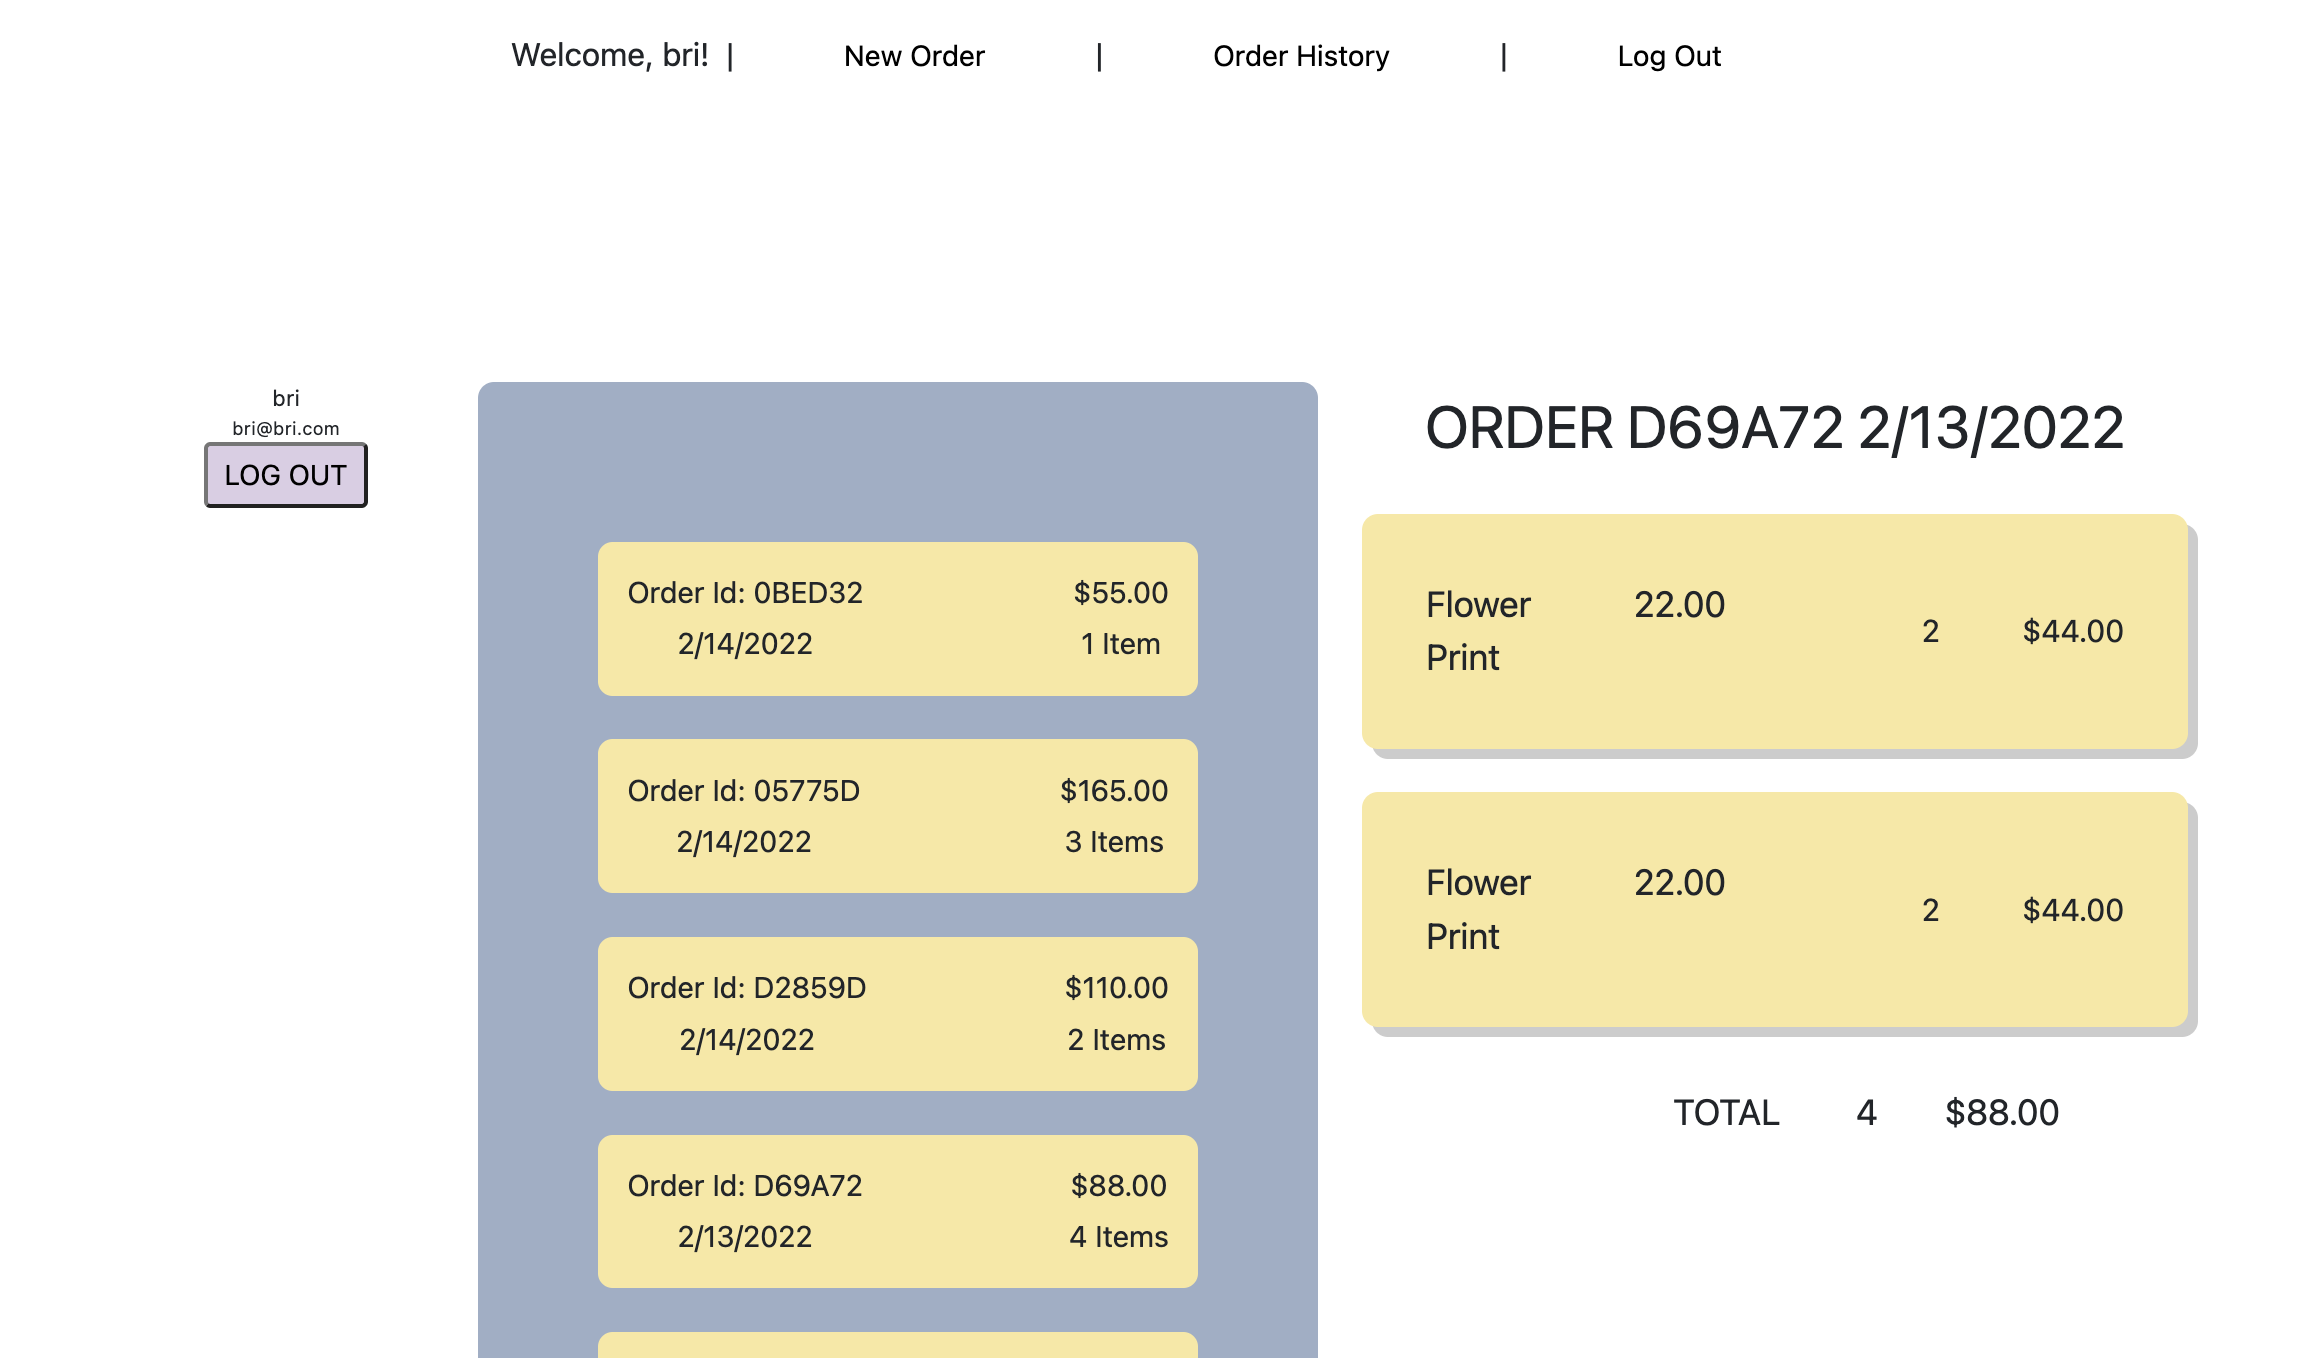 Welcome, bri! | New Order | Order History | Log Out
bri
bri@bri.com
LOG OUT
Order Id: 0BED32 $55.00
2/14/2022 1 Item
Order Id: 05775D $165.00
2/14/2022 3 Items
Order Id: D2859D $110.00
2/14/2022 2 Items
Order Id: D69A72 $88.00
2/13/2022 4 Items
ORDER D69A72 2/13/2022
Flower 22.00
Print
2 $44.00
Flower 22.00
Print
2 $44.00
TOTAL 4 $88.00